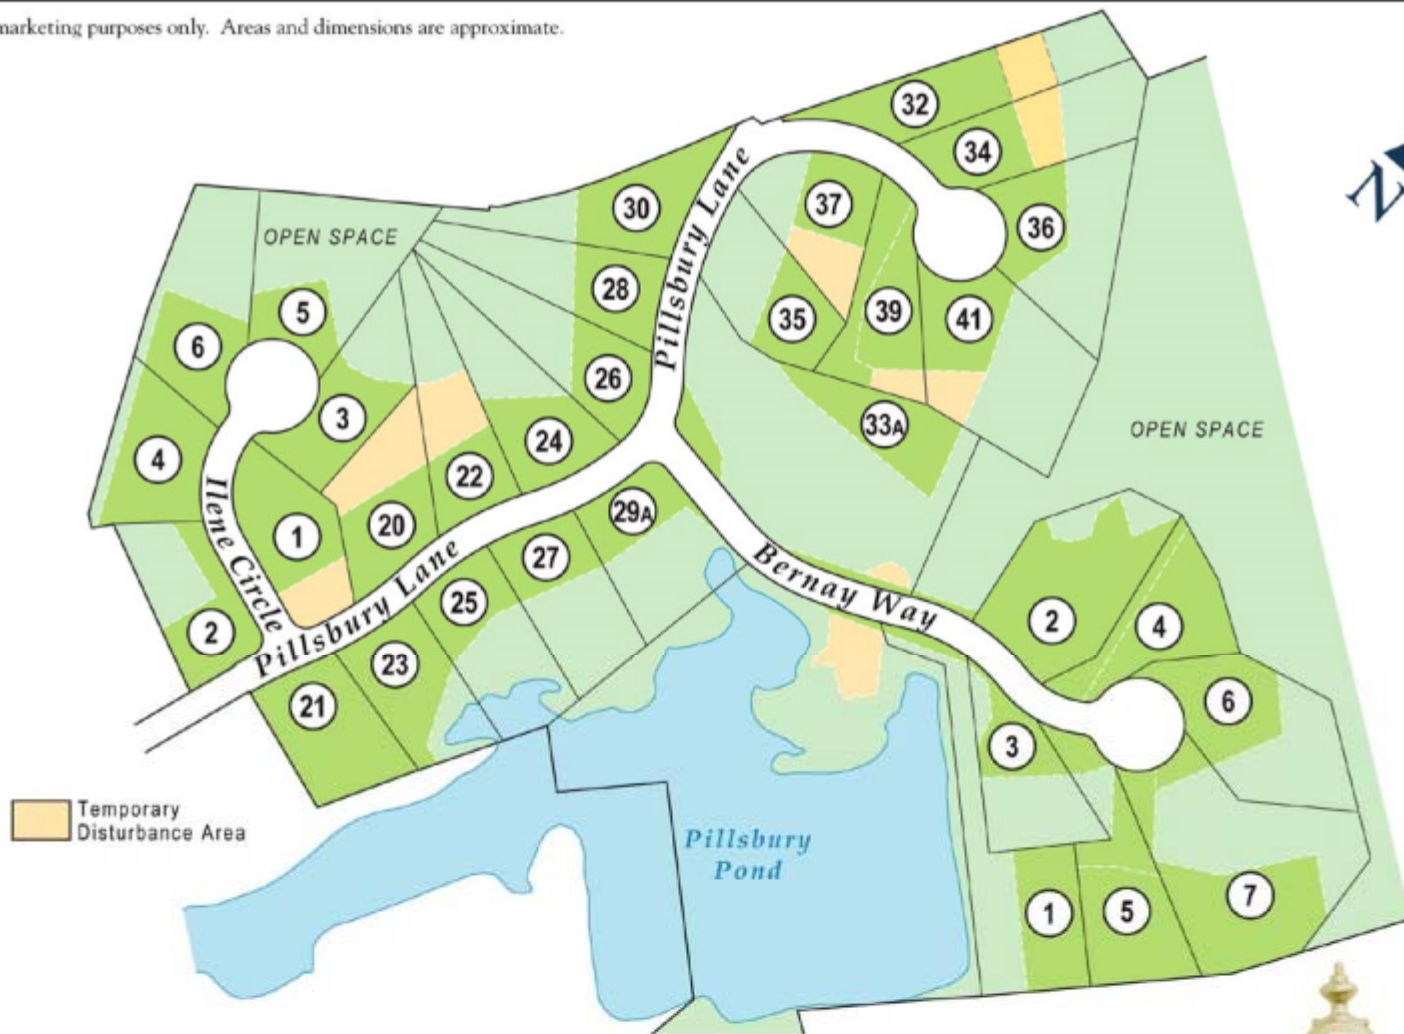 marketing purposes only. Areas and dimensions are approximate.
32
34
N
30
37
36
OPEN SPACE
Pillsbury Lane
28
5
35
39
41
6
26
3
33A
OPEN SPACE
24
4
22
29A
20
1
27
Ilene Circle
Bernay Way
25
Pillsbury Lane
2
2
4
23
21
6
3
Temporary
Disturbance Area
Pillsbury
Pond
1
5
7